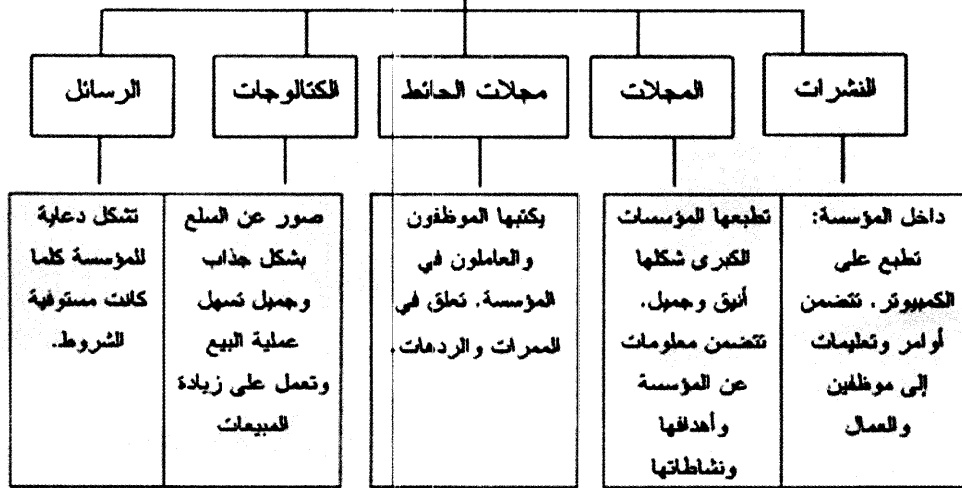 النشرات
المجلات
مجلات الحائط
الكتالوجات
الرسائل
داخل المؤسسة:
تطبع على
الكمبيوتر. تتضمن
أوامر وتعليمات
إلى موظفين
والعمال
تطبعها المؤسسات
الكبرى شكلها
أنيق وجميل.
تتضمن معلومات
عن المؤسسة
وأهدافها
ونشاطاتها
يكتبها الموظفون
والعاملون في
المؤسسة. تعلق في
الممرات والردهات.
صور عن السلع
بشكل جذاب
وجميل تسهل
عملية البيع
وتعمل على زيادة
المبيعات
تشكل دعاية
للمؤسسة كلما
كانت مستوفية
للشروط.